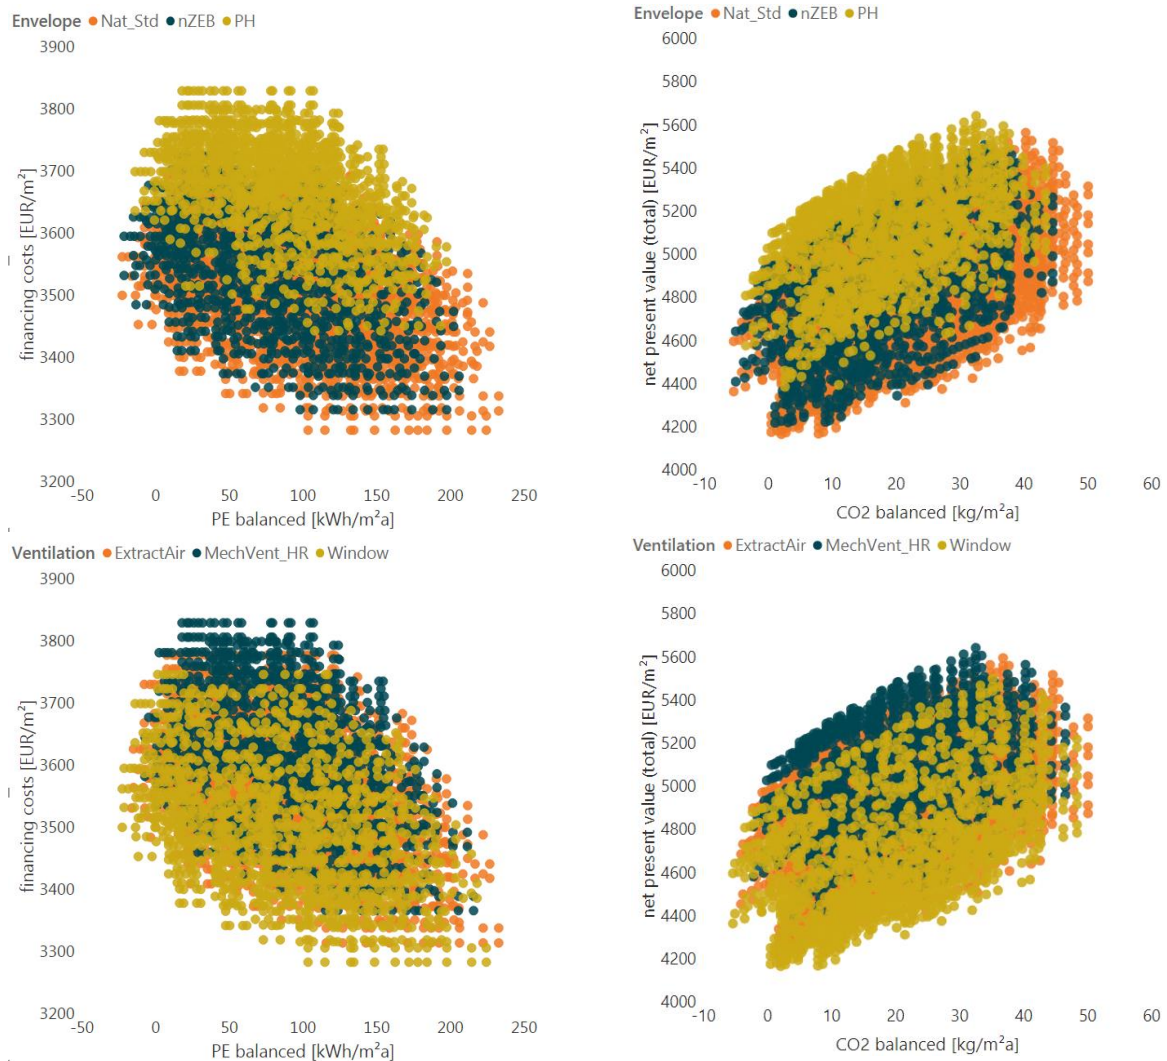 Envelope Nat_Std nZEB PH
3900
3800
3700
3600
3500
3400
3300
3200
financing costs [EUR/m²]
-50 0 50 100 150 200 250
PE balanced [kWh/m²a]
Envelope Nat_Std nZEB PH
6000
5800
5600
5400
5200
5000
4800
4600
4400
4200
4000
net present value (total) [EUR/m²]
-10 0 10 20 30 40 50 60
CO2 balanced [kg/m²a]
Ventilation ExtractAir MechVent_HR Window
3900
3800
3700
3600
3500
3400
3300
3200
financing costs [EUR/m²]
-50 0 50 100 150 200 250
PE balanced [kWh/m²a]
Ventilation ExtractAir MechVent_HR Window
6000
5800
5600
5400
5200
5000
4800
4600
4400
4200
4000
net present value (total) [EUR/m²]
-10 0 10 20 30 40 50 60
CO2 balanced [kg/m²a]